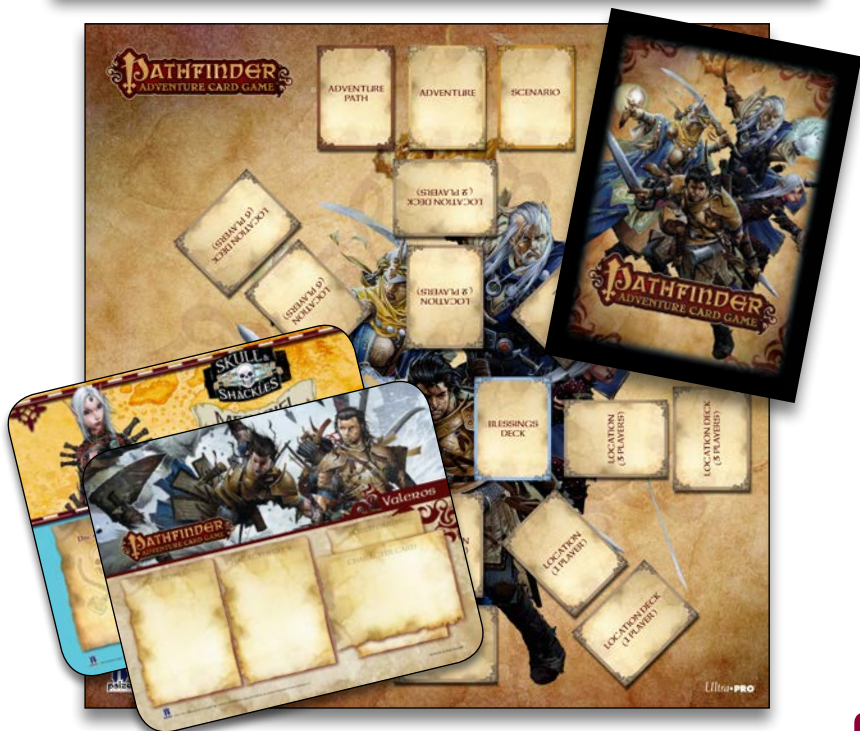 PATHFINDER
ADVENTURE CARD GAME
ADVENTURE
PATH
ADVENTURE
SCENARIO
LOCATION DECK
(2 PLAYERS)
LOCATION DECK
(6 PLAYERS)
LOCATION
(6 PLAYERS)
LOCATION
(2 PLAYERS)
PATHFINDER
ADVENTURE CARD GAME
BLESSINGS
DECK
LOCATION
(5 PLAYERS)
LOCATION DECK
(5 PLAYERS)
LOCATION
(1 PLAYER)
LOCATION DECK
(1 PLAYER)
SKULL &
SHACKLES
Valeros
PATHFINDER
ADVENTURE CARD GAME
CHARACTER CARD
Ultra•PRO